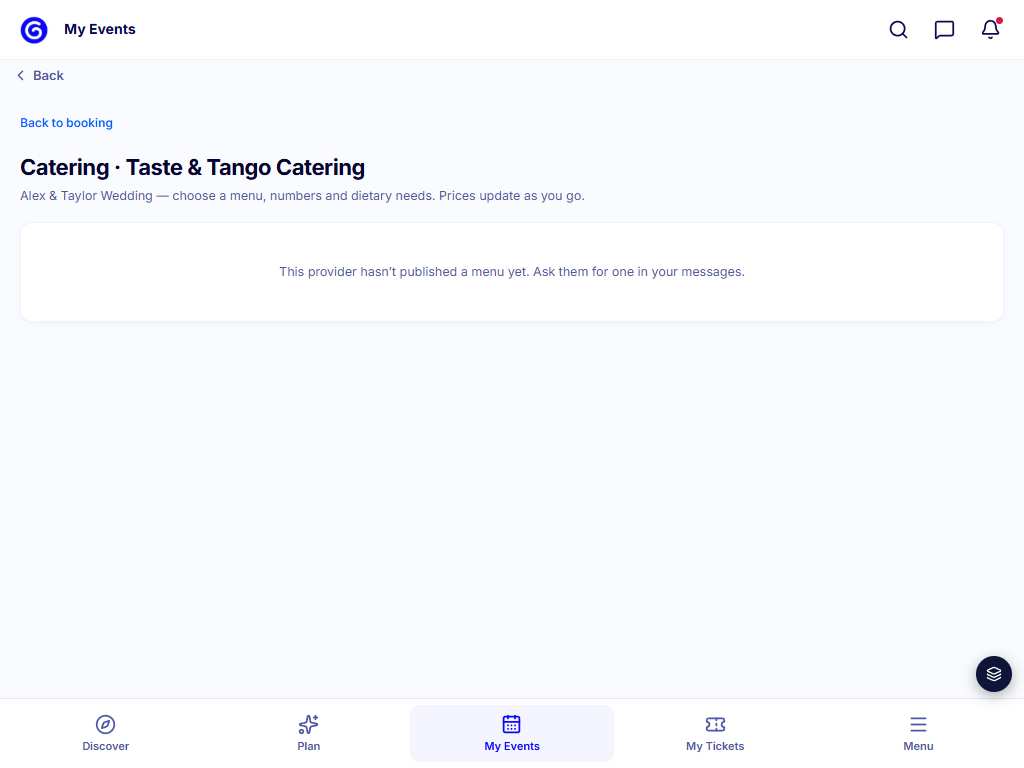 My Events
Back
Back to booking
Catering · Taste & Tango Catering
Alex & Taylor Wedding — choose a menu, numbers and dietary needs. Prices update as you go.
This provider hasn't published a menu yet. Ask them for one in your messages.
Discover
Plan
My Events
My Tickets
Menu